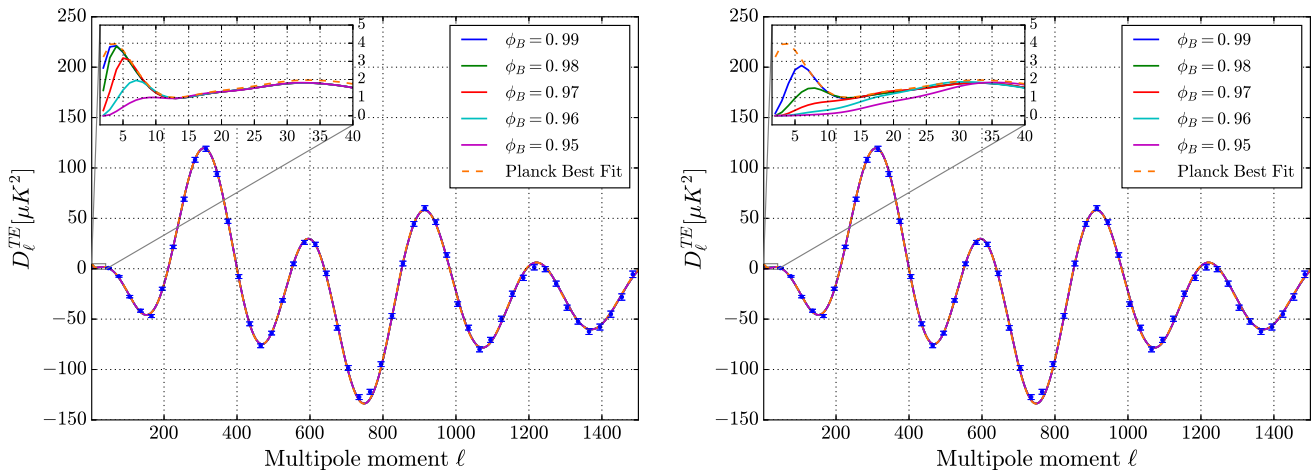 250
200
150
100
50
0
−50
−100
−150
D_ℓ^{TE}[μK^2]
5 10 15 20 25 30 35 40
5
4
3
2
1
0
ϕ_B = 0.99
ϕ_B = 0.98
ϕ_B = 0.97
ϕ_B = 0.96
ϕ_B = 0.95
Planck Best Fit
200 400 600 800 1000 1200 1400
Multipole moment ℓ
250
200
150
100
50
0
−50
−100
−150
D_ℓ^{TE}[μK^2]
5 10 15 20 25 30 35 40
5
4
3
2
1
0
ϕ_B = 0.99
ϕ_B = 0.98
ϕ_B = 0.97
ϕ_B = 0.96
ϕ_B = 0.95
Planck Best Fit
200 400 600 800 1000 1200 1400
Multipole moment ℓ